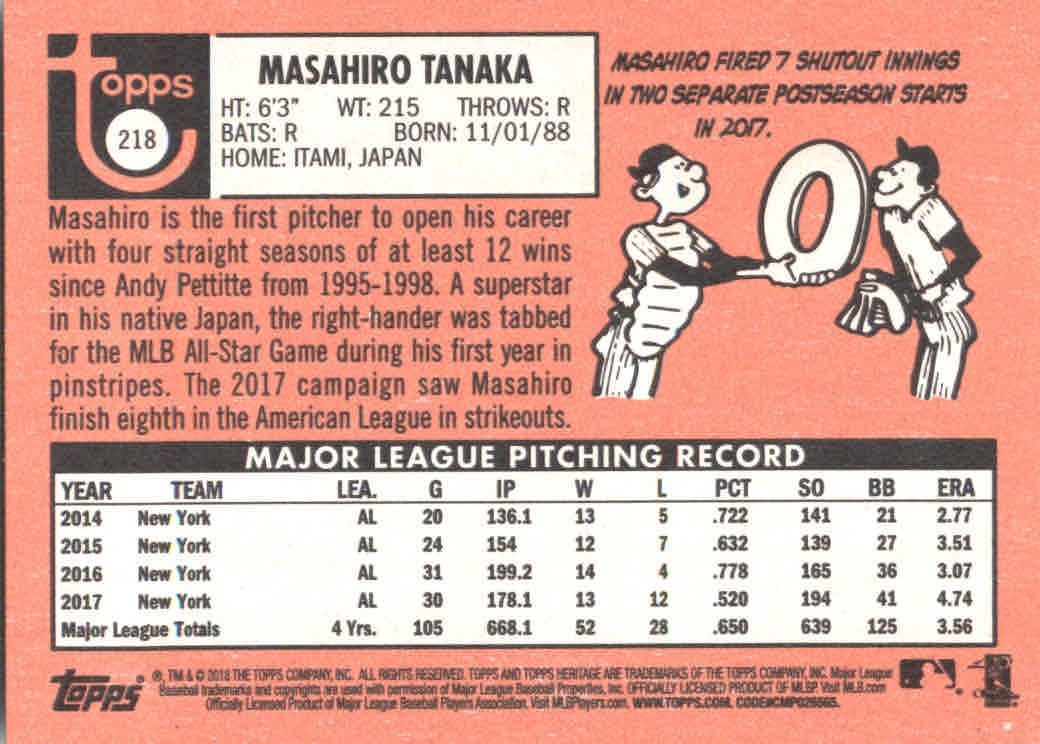 topps
218
MASAHIRO TANAKA
HT: 6'3" WT: 215 THROWS: R
BATS: R BORN: 11/01/88
HOME: ITAMI, JAPAN
MASAHIRO FIRED 7 SHUTOUT INNINGS
IN TWO SEPARATE POSTSEASON STARTS
IN 2017.
0
Masahiro is the first pitcher to open his career
with four straight seasons of at least 12 wins
since Andy Pettitte from 1995-1998. A superstar
in his native Japan, the right-hander was tabbed
for the MLB All-Star Game during his first year in
pinstripes. The 2017 campaign saw Masahiro
finish eighth in the American League in strikeouts.
MAJOR LEAGUE PITCHING RECORD
YEAR TEAM LEA. G IP W L PCT SO BB ERA
2014 New York AL 20 136.1 13 5 .722 141 21 2.77
2015 New York AL 24 154 12 7 .632 139 27 3.51
2016 New York AL 31 199.2 14 4 .778 165 36 3.07
2017 New York AL 30 178.1 13 12 .520 194 41 4.74
Major League Totals 4 Yrs. 105 668.1 52 28 .650 639 125 3.56
topps
®, TM & © 2018 THE TOPPS COMPANY, INC. ALL RIGHTS RESERVED. TOPPS AND TOPPS HERITAGE ARE TRADEMARKS OF THE TOPPS COMPANY, INC. Major League
Baseball trademarks and copyrights are used with permission of Major League Baseball Properties, Inc. OFFICIALLY LICENSED PRODUCT OF MLBP Visit MLB.com
Officially Licensed Product of Major League Baseball Players Association. Visit MLBPlayers.com. WWW.TOPPS.COM.